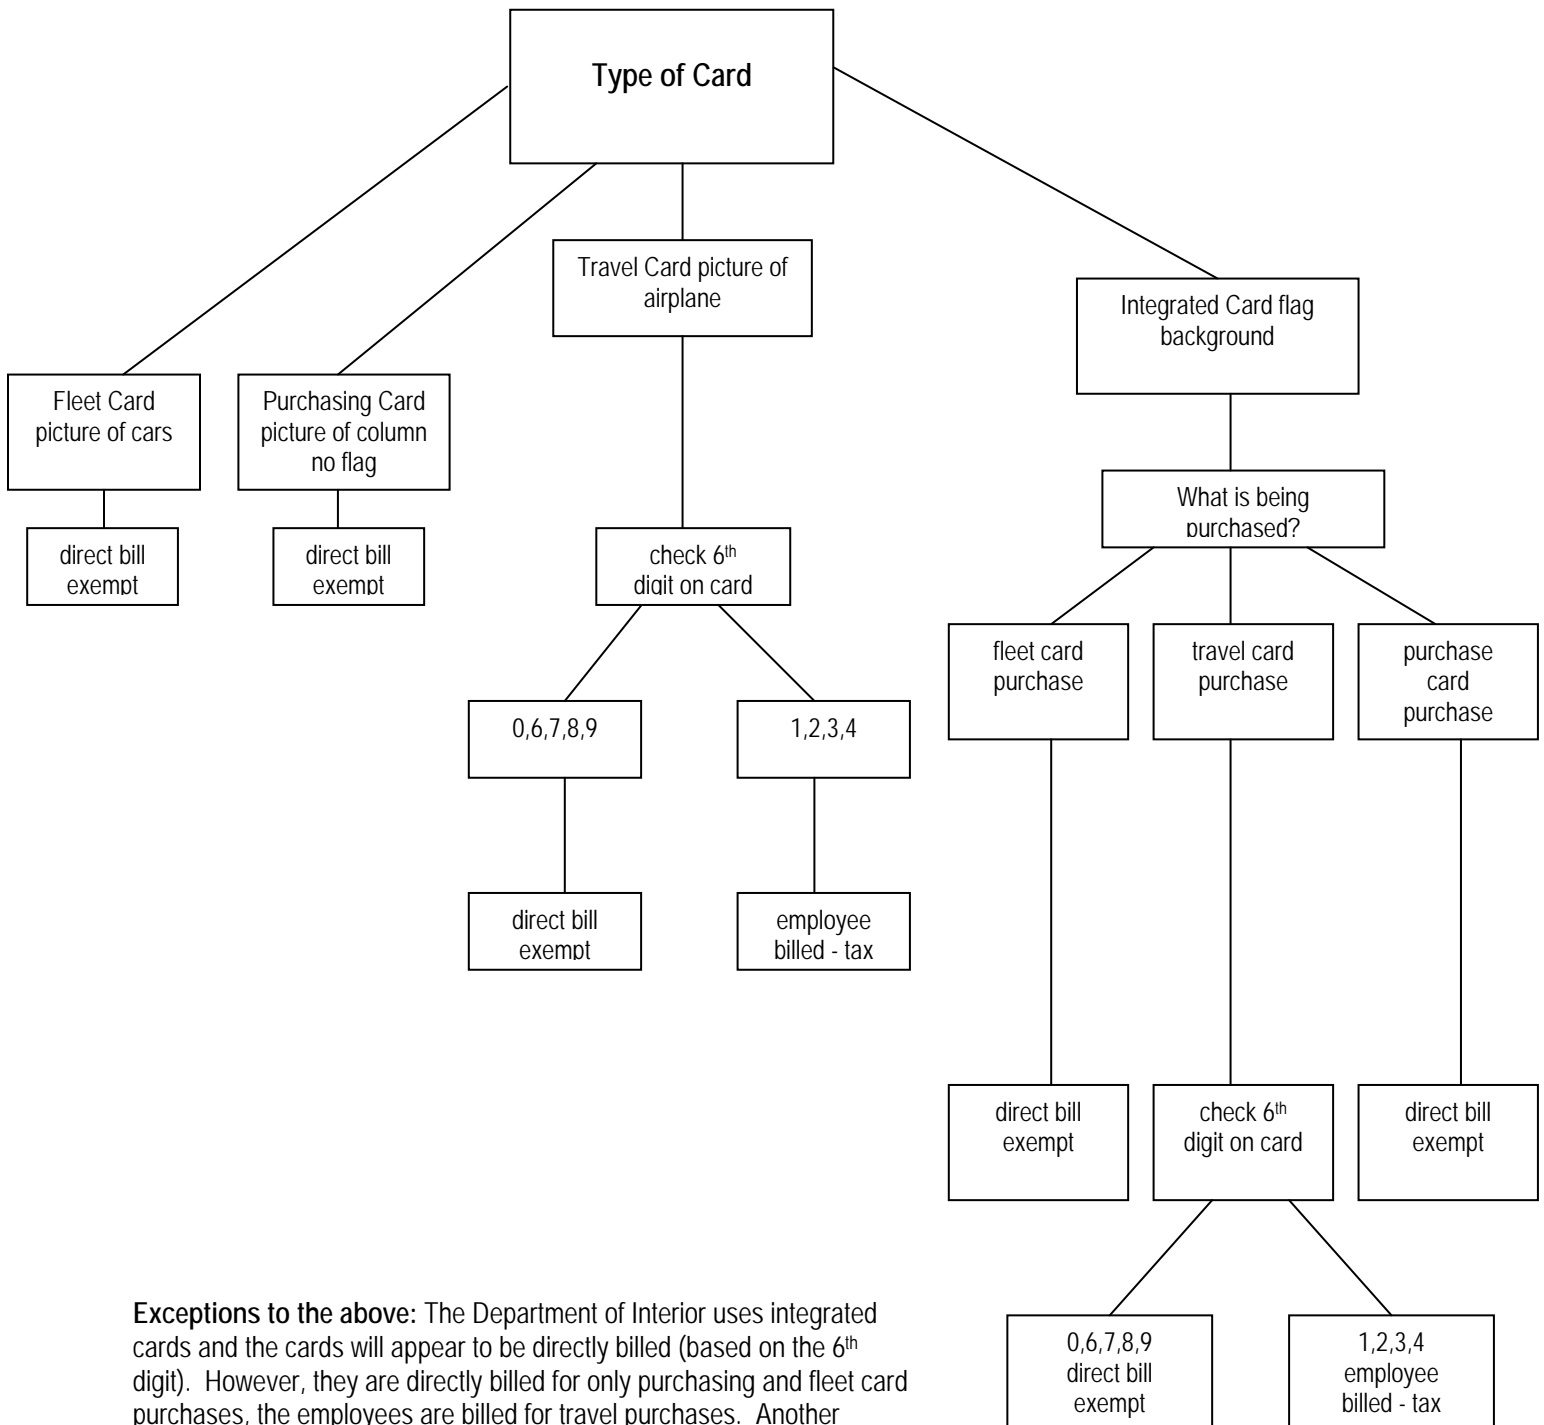 Type of Card
Travel Card picture of
airplane
Integrated Card flag
background
Fleet Card
picture of cars
Purchasing Card
picture of column
no flag
What is being
purchased?
direct bill
exempt
direct bill
exempt
check 6th
digit on card
fleet card
purchase
travel card
purchase
purchase
card
purchase
0,6,7,8,9
1,2,3,4
direct bill
exempt
employee
billed - tax
direct bill
exempt
check 6th
digit on card
direct bill
exempt
0,6,7,8,9
direct bill
exempt
1,2,3,4
employee
billed - tax
Exceptions to the above: The Department of Interior uses integrated
cards and the cards will appear to be directly billed (based on the 6th
digit). However, they are directly billed for only purchasing and fleet card
purchases, the employees are billed for travel purchases. Another